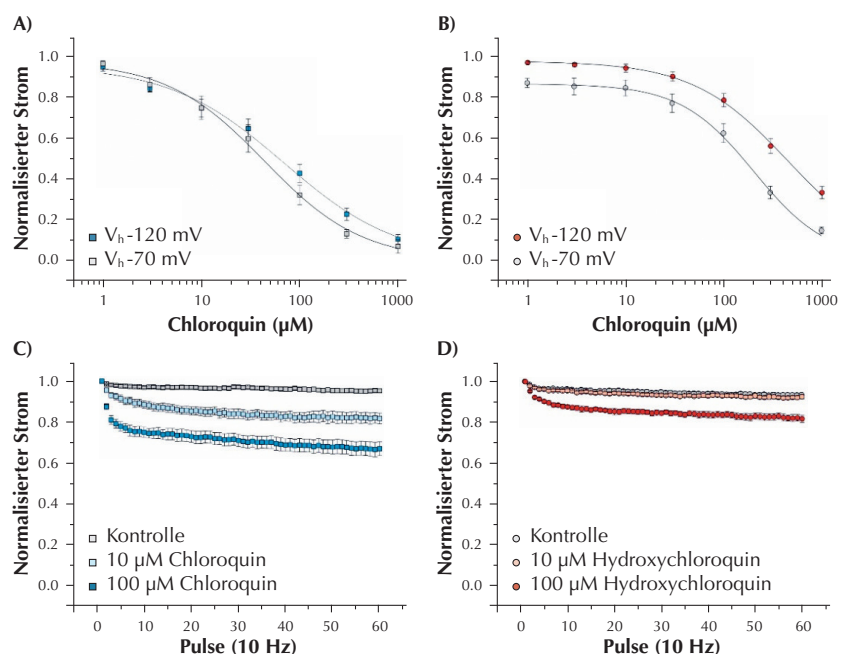 A)
Normalisierter Strom
1.0
0.8
0.6
0.4
0.2
0.0
Vh-120 mV
Vh-70 mV
1 10 100 1000
Chloroquin (µM)
B)
Normalisierter Strom
1.0
0.8
0.6
0.4
0.2
0.0
Vh-120 mV
Vh-70 mV
1 10 100 1000
Chloroquin (µM)
C)
Normalisierter Strom
1.0
0.8
0.6
0.4
0.2
0.0
Kontrolle
10 µM Chloroquin
100 µM Chloroquin
0 10 20 30 40 50 60
Pulse (10 Hz)
D)
Normalisierter Strom
1.0
0.8
0.6
0.4
0.2
0.0
Kontrolle
10 µM Hydroxychloroquin
100 µM Hydroxychloroquin
0 10 20 30 40 50 60
Pulse (10 Hz)